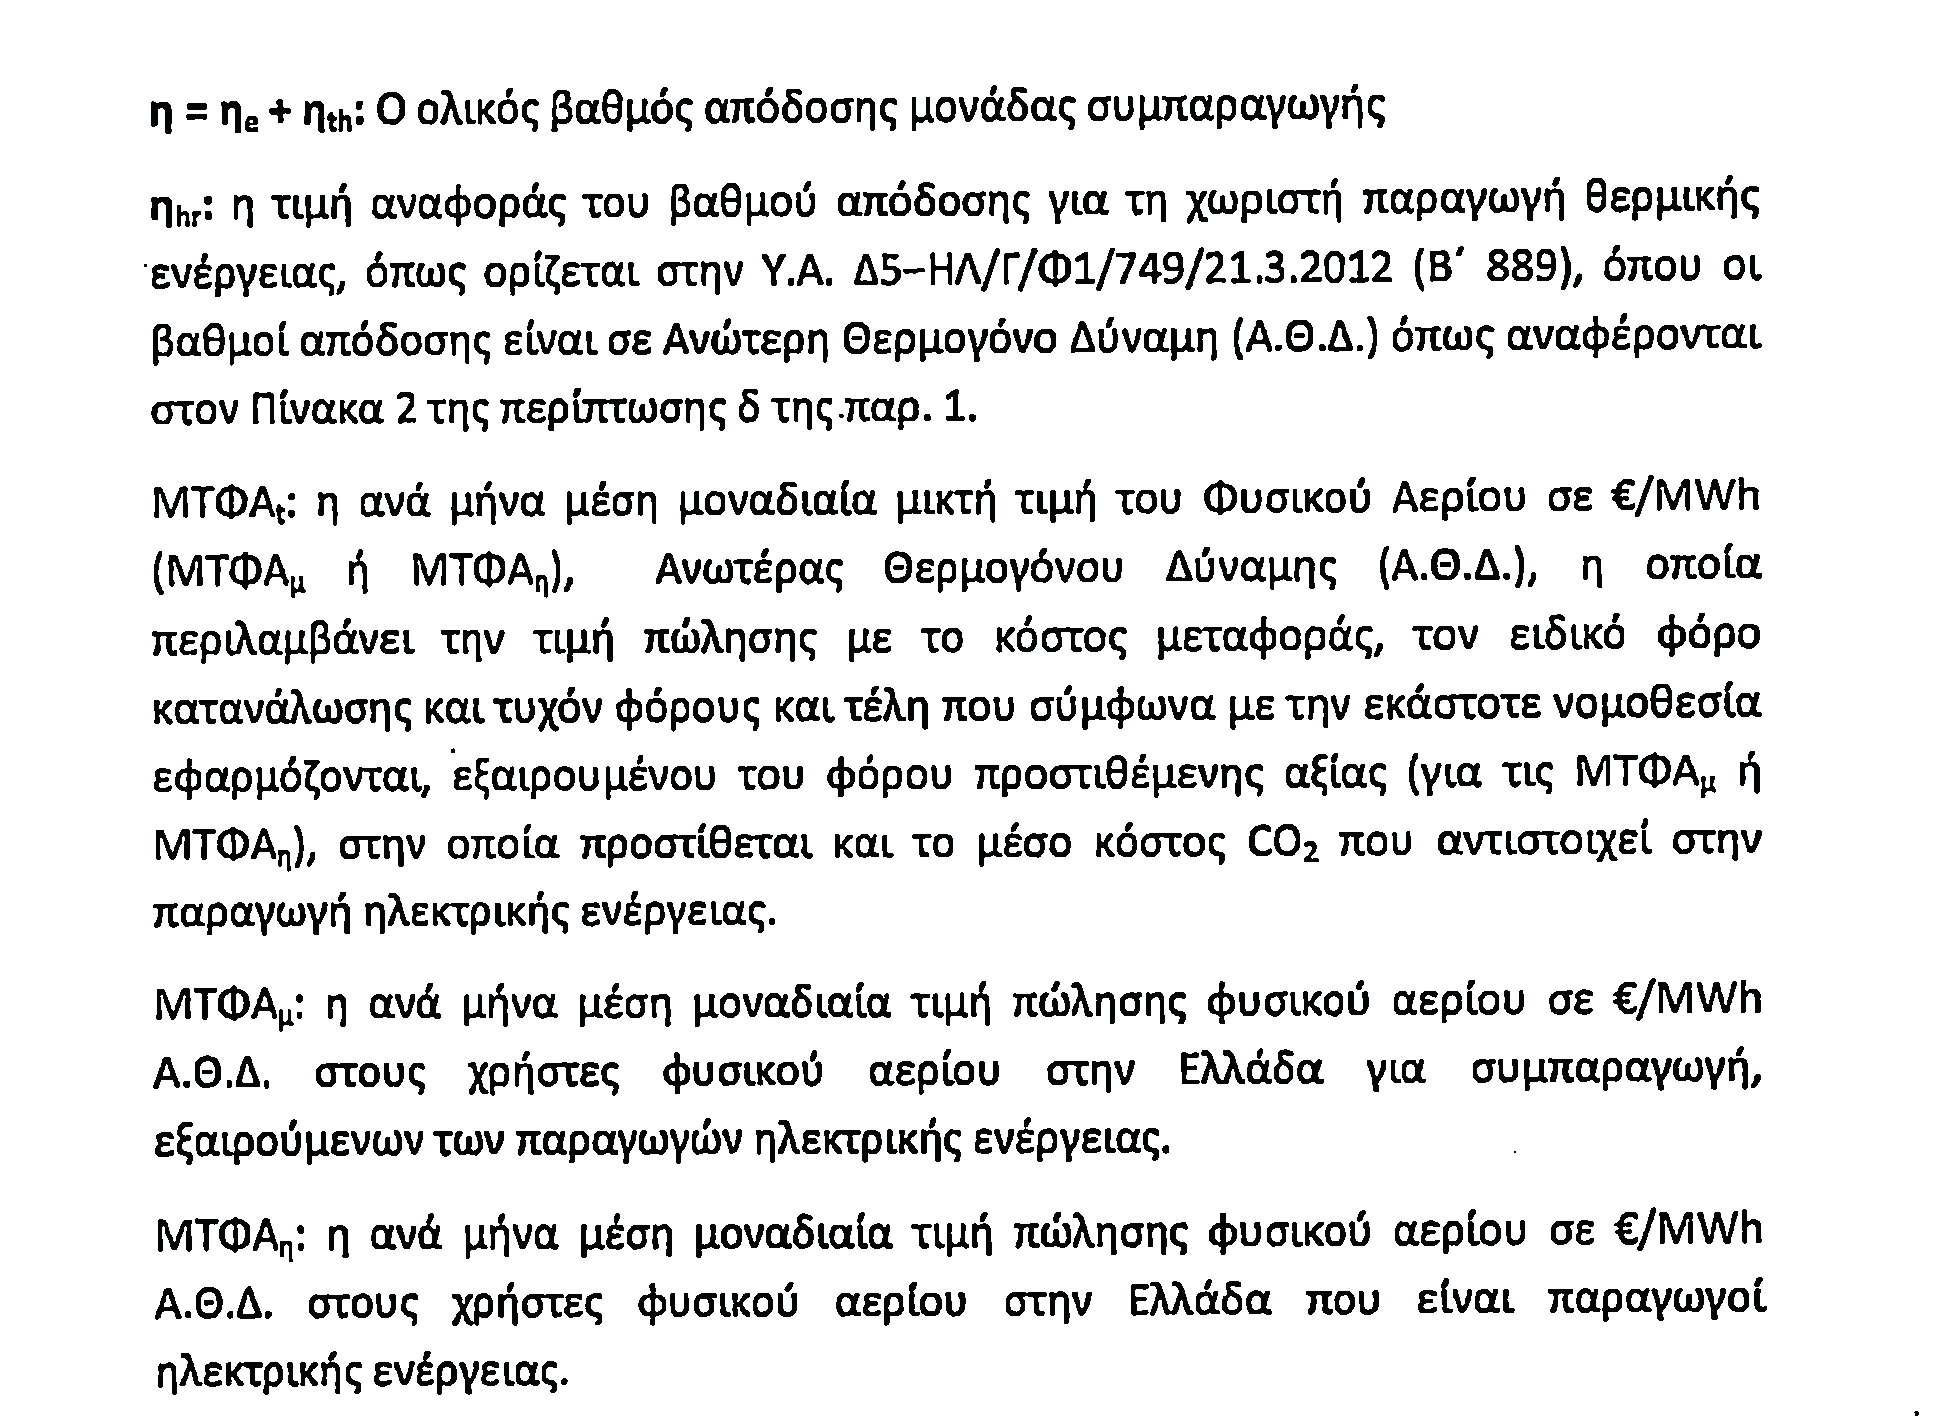 η = ηₑ + ηₜₕ: Ο ολικός βαθμός απόδοσης μονάδας συμπαραγωγής
ηₕᵣ: η τιμή αναφοράς του βαθμού απόδοσης για τη χωριστή παραγωγή θερμικής
ενέργειας, όπως ορίζεται στην Υ.Α. Δ5–ΗΛ/Γ/Φ1/749/21.3.2012 (Β΄ 889), όπου οι
βαθμοί απόδοσης είναι σε Ανώτερη Θερμογόνο Δύναμη (Α.Θ.Δ.) όπως αναφέρονται
στον Πίνακα 2 της περίπτωσης δ της παρ. 1.
ΜΤΦΑₜ: η ανά μήνα μέση μοναδιαία μικτή τιμή του Φυσικού Αερίου σε €/MWh
(ΜΤΦΑμ ή ΜΤΦΑη), Ανωτέρας Θερμογόνου Δύναμης (Α.Θ.Δ.), η οποία
περιλαμβάνει την τιμή πώλησης με το κόστος μεταφοράς, τον ειδικό φόρο
κατανάλωσης και τυχόν φόρους και τέλη που σύμφωνα με την εκάστοτε νομοθεσία
εφαρμόζονται, εξαιρουμένου του φόρου προστιθέμενης αξίας (για τις ΜΤΦΑμ ή
ΜΤΦΑη), στην οποία προστίθεται και το μέσο κόστος CO₂ που αντιστοιχεί στην
παραγωγή ηλεκτρικής ενέργειας.
ΜΤΦΑμ: η ανά μήνα μέση μοναδιαία τιμή πώλησης φυσικού αερίου σε €/MWh
Α.Θ.Δ. στους χρήστες φυσικού αερίου στην Ελλάδα για συμπαραγωγή,
εξαιρούμενων των παραγωγών ηλεκτρικής ενέργειας.
ΜΤΦΑη: η ανά μήνα μέση μοναδιαία τιμή πώλησης φυσικού αερίου σε €/MWh
Α.Θ.Δ. στους χρήστες φυσικού αερίου στην Ελλάδα που είναι παραγωγοί
ηλεκτρικής ενέργειας.